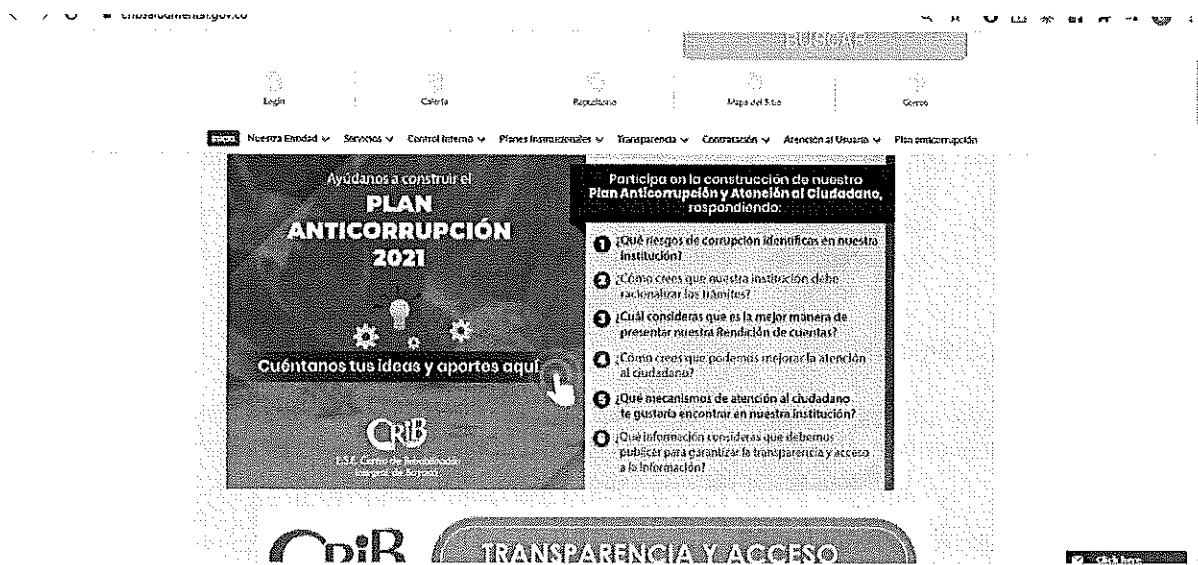 cribsaludmental.gov.co
BUSCAR
Login
Galería
Mapa del Sitio
Correo
Inicio Nuestra Entidad Servicios Control Interno Planes Institucionales Transparencia Contratación Atención al Usuario Plan anticorrupción
Ayúdanos a construir el
PLAN
ANTICORRUPCIÓN
2021
Cuéntanos tus ideas y aportes aquí
CRIB
Participa en la construcción de nuestro
Plan Anticorrupción y Atención al Ciudadano,
respondiendo:
1 ¿Qué riesgos de corrupción identificas en nuestra
institución?
2 ¿Cómo crees que nuestra institución debe
racionalizar los trámites?
3 ¿Cuál consideras que es la mejor manera de
presentar nuestra Rendición de cuentas?
4 ¿Cómo crees que podemos mejorar la atención
al ciudadano?
5 ¿Qué mecanismos de atención al ciudadano
te gustaría encontrar en nuestra institución?
6 ¿Qué información consideras que debemos
publicar para garantizar la transparencia y acceso
a la información?
CRiB
TRANSPARENCIA Y ACCESO